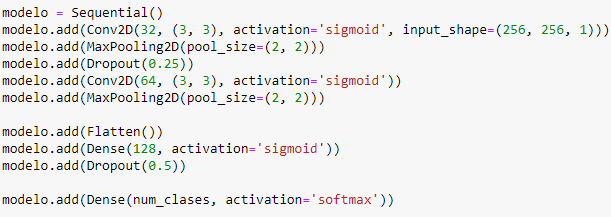 modelo = Sequential()
modelo.add(Conv2D(32, (3, 3), activation='sigmoid', input_shape=(256, 256, 1)))
modelo.add(MaxPooling2D(pool_size=(2, 2)))
modelo.add(Dropout(0.25))
modelo.add(Conv2D(64, (3, 3), activation='sigmoid'))
modelo.add(MaxPooling2D(pool_size=(2, 2)))
modelo.add(Flatten())
modelo.add(Dense(128, activation='sigmoid'))
modelo.add(Dropout(0.5))
modelo.add(Dense(num_clases, activation='softmax'))